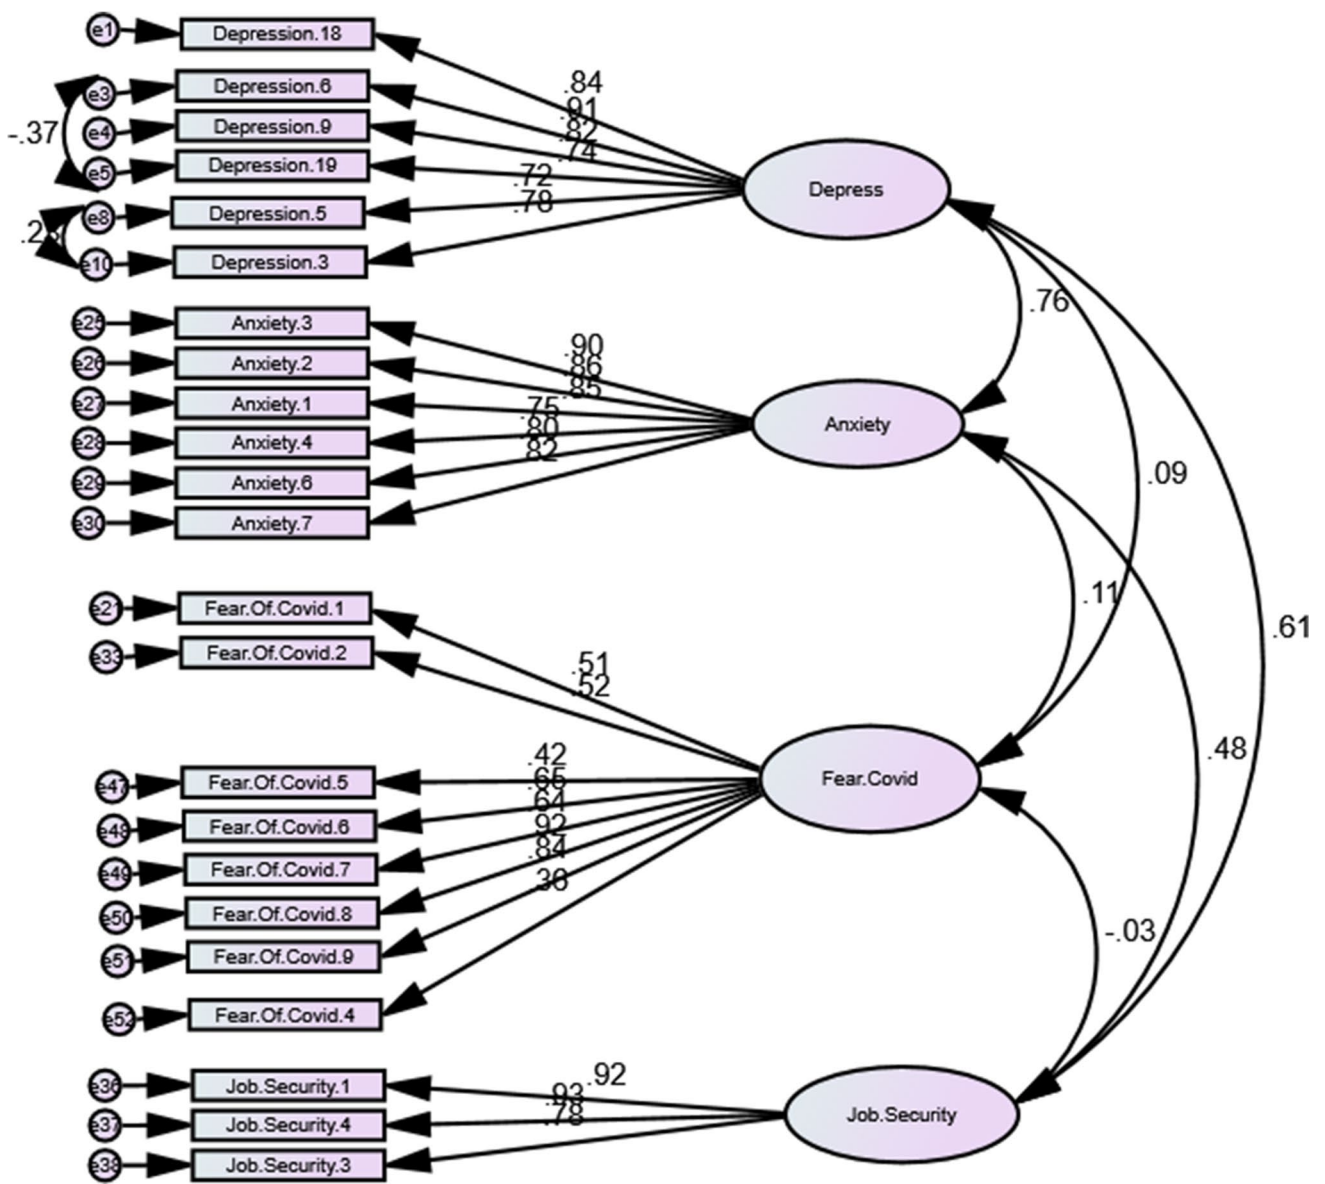 e1
Depression.18
e3
Depression.6
e4
Depression.9
e5
Depression.19
e8
Depression.5
e10
Depression.3
-.37
.84
.91
.82
.74
.72
.78
Depress
e25
Anxiety.3
e26
Anxiety.2
e27
Anxiety.1
e28
Anxiety.4
e29
Anxiety.6
e30
Anxiety.7
.90
.86
.85
.75
.80
.82
Anxiety
.76
.09
.11
.61
.48
-.03
e21
Fear.Of.Covid.1
e33
Fear.Of.Covid.2
.51
.52
e47
Fear.Of.Covid.5
e48
Fear.Of.Covid.6
e49
Fear.Of.Covid.7
e50
Fear.Of.Covid.8
e51
Fear.Of.Covid.9
e52
Fear.Of.Covid.4
.42
.65
.64
.92
.84
Fear.Covid
e36
Job.Security.1
e37
Job.Security.4
e38
Job.Security.3
.92
.93
.78
Job.Security